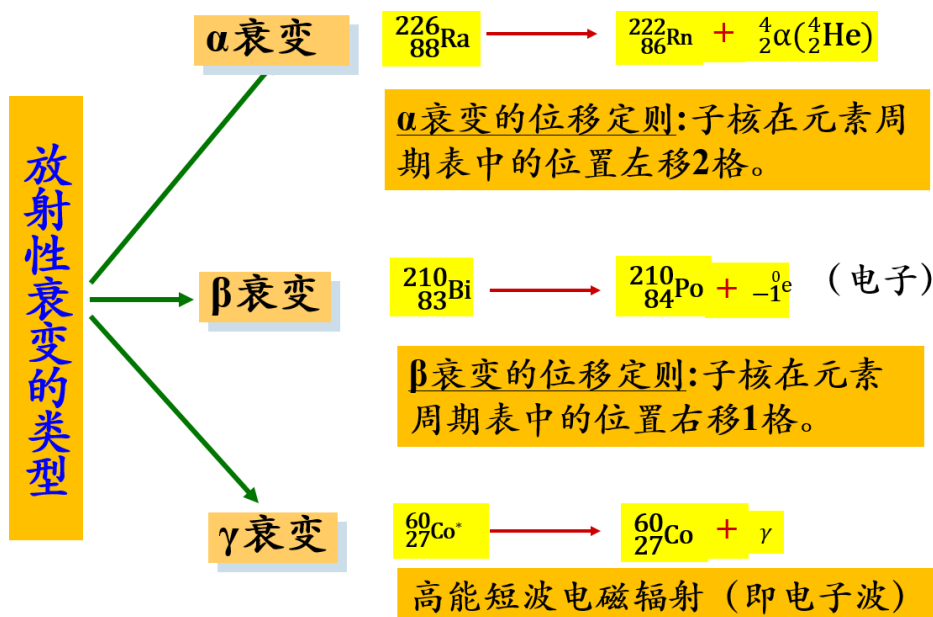 放射性衰变的类型
α衰变
²²⁶₈₈Ra → ²²²₈₆Rn + ⁴₂α(⁴₂He)
α衰变的位移定则:子核在元素周
期表中的位置左移2格。
β衰变
²¹⁰₈₃Bi → ²¹⁰₈₄Po + ⁰₋₁e （电子）
β衰变的位移定则:子核在元素
周期表中的位置右移1格。
γ衰变
⁶⁰₂₇Co* → ⁶⁰₂₇Co + γ
高能短波电磁辐射（即电子波）